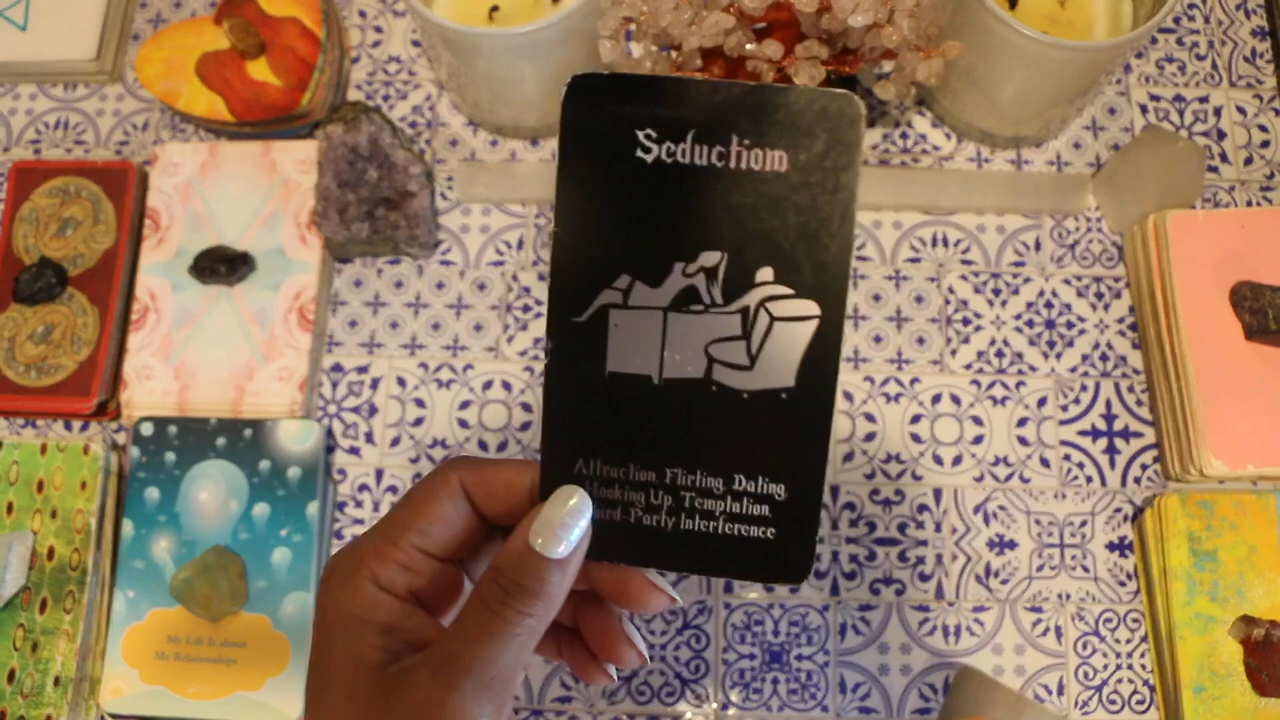 Seduction
Attraction, Flirting, Dating
Hooking Up, Temptation,
Third-Party Interference
My Life Is about
My Relationships